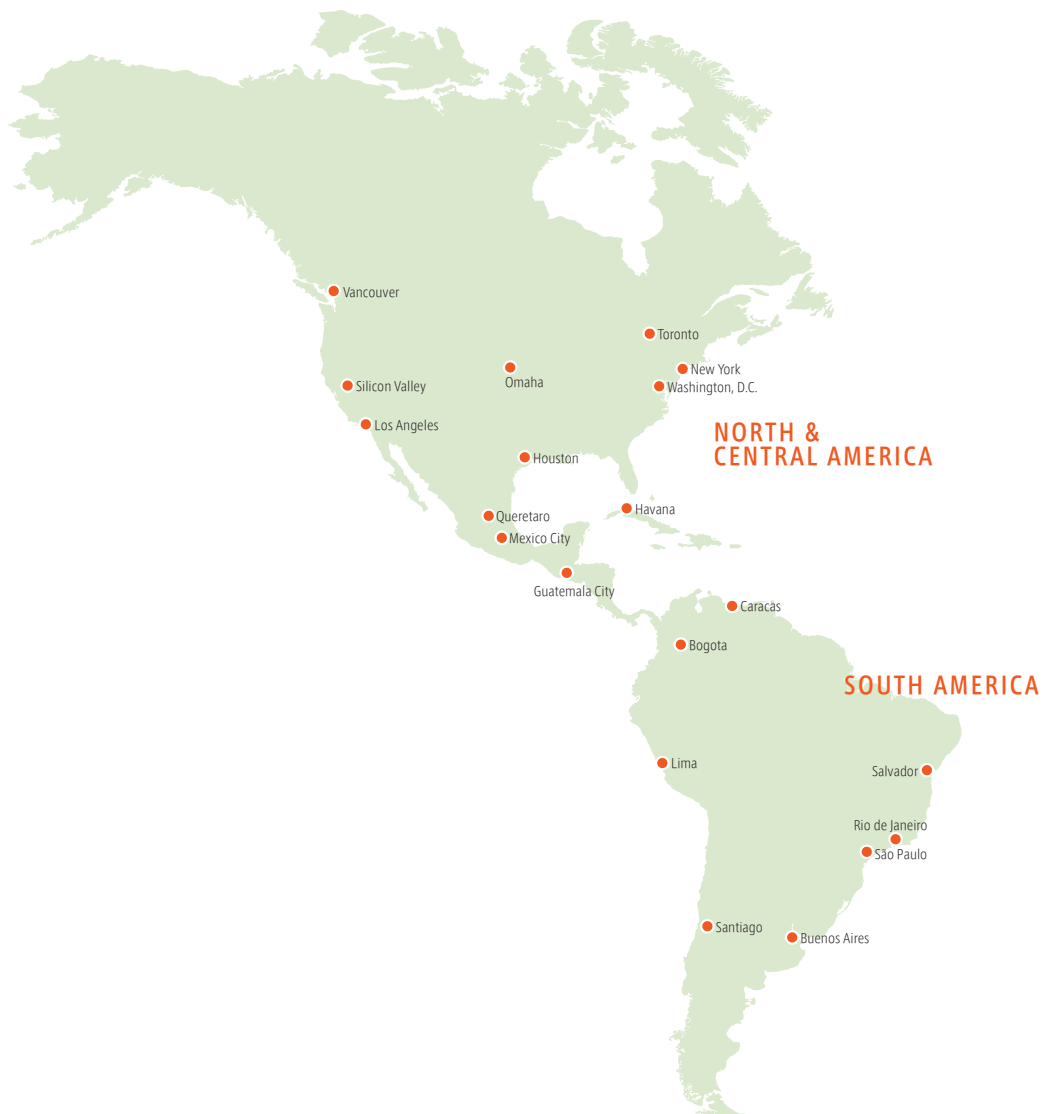 Vancouver
Toronto
New York
Omaha
Washington, D.C.
Silicon Valley
Los Angeles
NORTH &
CENTRAL AMERICA
Houston
Havana
Queretaro
Mexico City
Guatemala City
Caracas
Bogota
SOUTH AMERICA
Lima
Salvador
Rio de Janeiro
São Paulo
Santiago
Buenos Aires